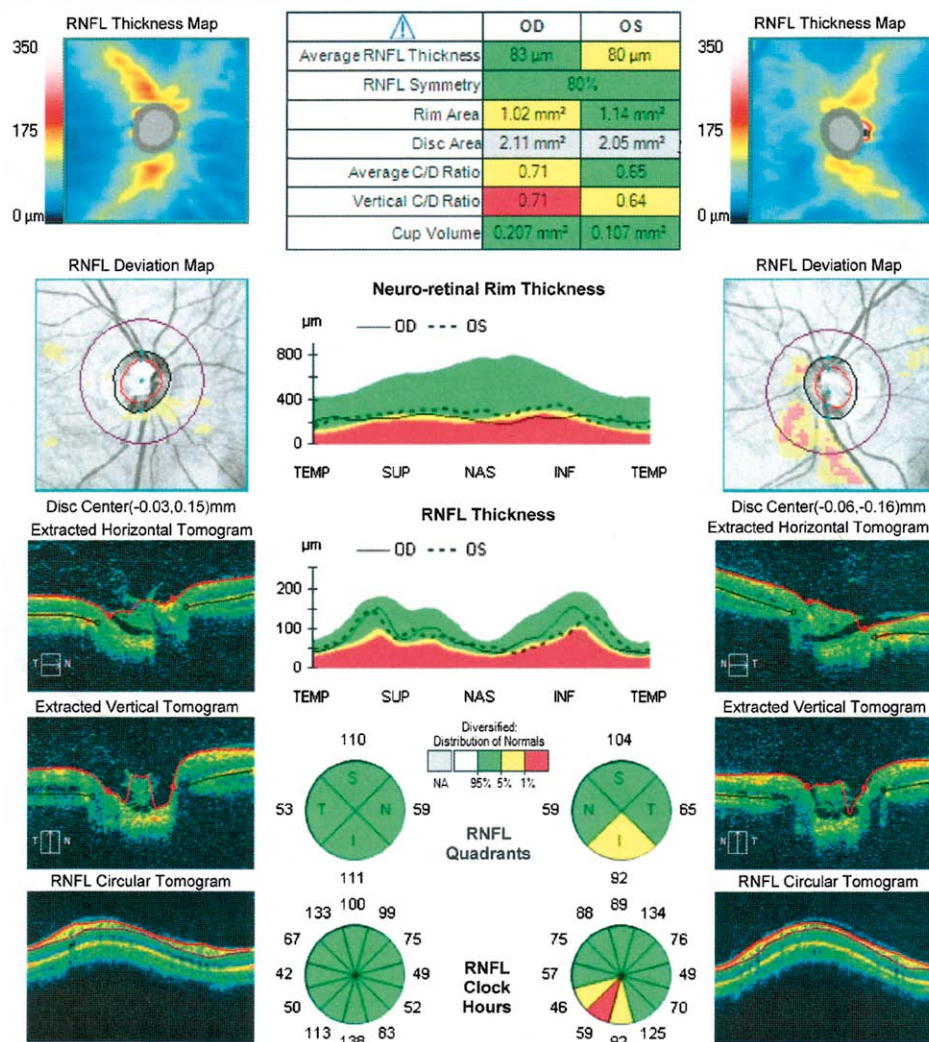 RNFL Thickness Map
350
175
0 µm
OD OS
Average RNFL Thickness 83 µm 80 µm
RNFL Symmetry 80%
Rim Area 1.02 mm² 1.14 mm²
Disc Area 2.11 mm² 2.05 mm²
Average C/D Ratio 0.71 0.65
Vertical C/D Ratio 0.71 0.64
Cup Volume 0.207 mm³ 0.107 mm³
RNFL Thickness Map
350
175
0 µm
RNFL Deviation Map
Disc Center(-0.03,0.15)mm
Neuro-retinal Rim Thickness
µm OD OS
800
400
0
TEMP SUP NAS INF TEMP
RNFL Deviation Map
Disc Center(-0.06,-0.16)mm
Extracted Horizontal Tomogram
T N
RNFL Thickness
µm OD OS
200
100
0
TEMP SUP NAS INF TEMP
Extracted Horizontal Tomogram
N T
Extracted Vertical Tomogram
T N
Diversified:
Distribution of Normals
NA 95% 5% 1%
110
53 S T N I 59
111
RNFL
Quadrants
104
59 S N T I 65
92
Extracted Vertical Tomogram
N T
RNFL Circular Tomogram
100
133 99
67 75
42 49
50 52
113 83
138
RNFL
Clock
Hours
89
88 134
75 76
57 49
46 70
59 125
92
RNFL Circular Tomogram